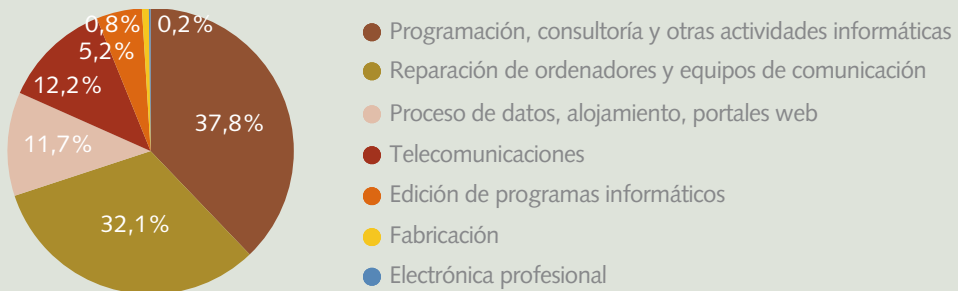 0,8%
0,2%
5,2%
12,2%
37,8%
11,7%
32,1%
Programación, consultoría y otras actividades informáticas
Reparación de ordenadores y equipos de comunicación
Proceso de datos, alojamiento, portales web
Telecomunicaciones
Edición de programas informáticos
Fabricación
Electrónica profesional